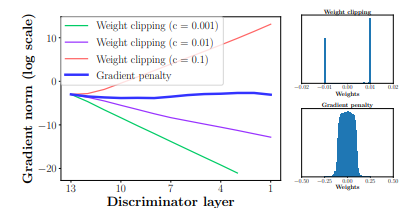 Gradient norm (log scale)
10
0
−10
−20
Weight clipping (c = 0.001)
Weight clipping (c = 0.01)
Weight clipping (c = 0.1)
Gradient penalty
13 10 7 4 1
Discriminator layer
Weight clipping
−0.02 −0.01 0.00 0.01 0.02
Weights
Gradient penalty
−0.50 −0.25 0.00 0.25 0.50
Weights